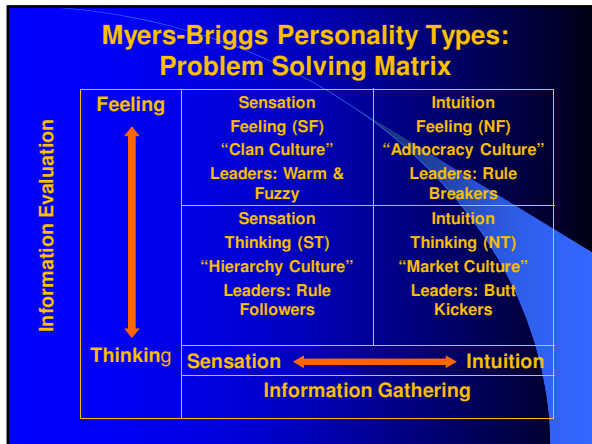 Myers-Briggs Personality Types:
Problem Solving Matrix
Information Evaluation
Feeling
Thinking
Sensation
Feeling (SF)
“Clan Culture”
Leaders: Warm &
Fuzzy
Intuition
Feeling (NF)
“Adhocracy Culture”
Leaders: Rule
Breakers
Sensation
Thinking (ST)
“Hierarchy Culture”
Leaders: Rule
Followers
Intuition
Thinking (NT)
“Market Culture”
Leaders: Butt
Kickers
Sensation
Intuition
Information Gathering